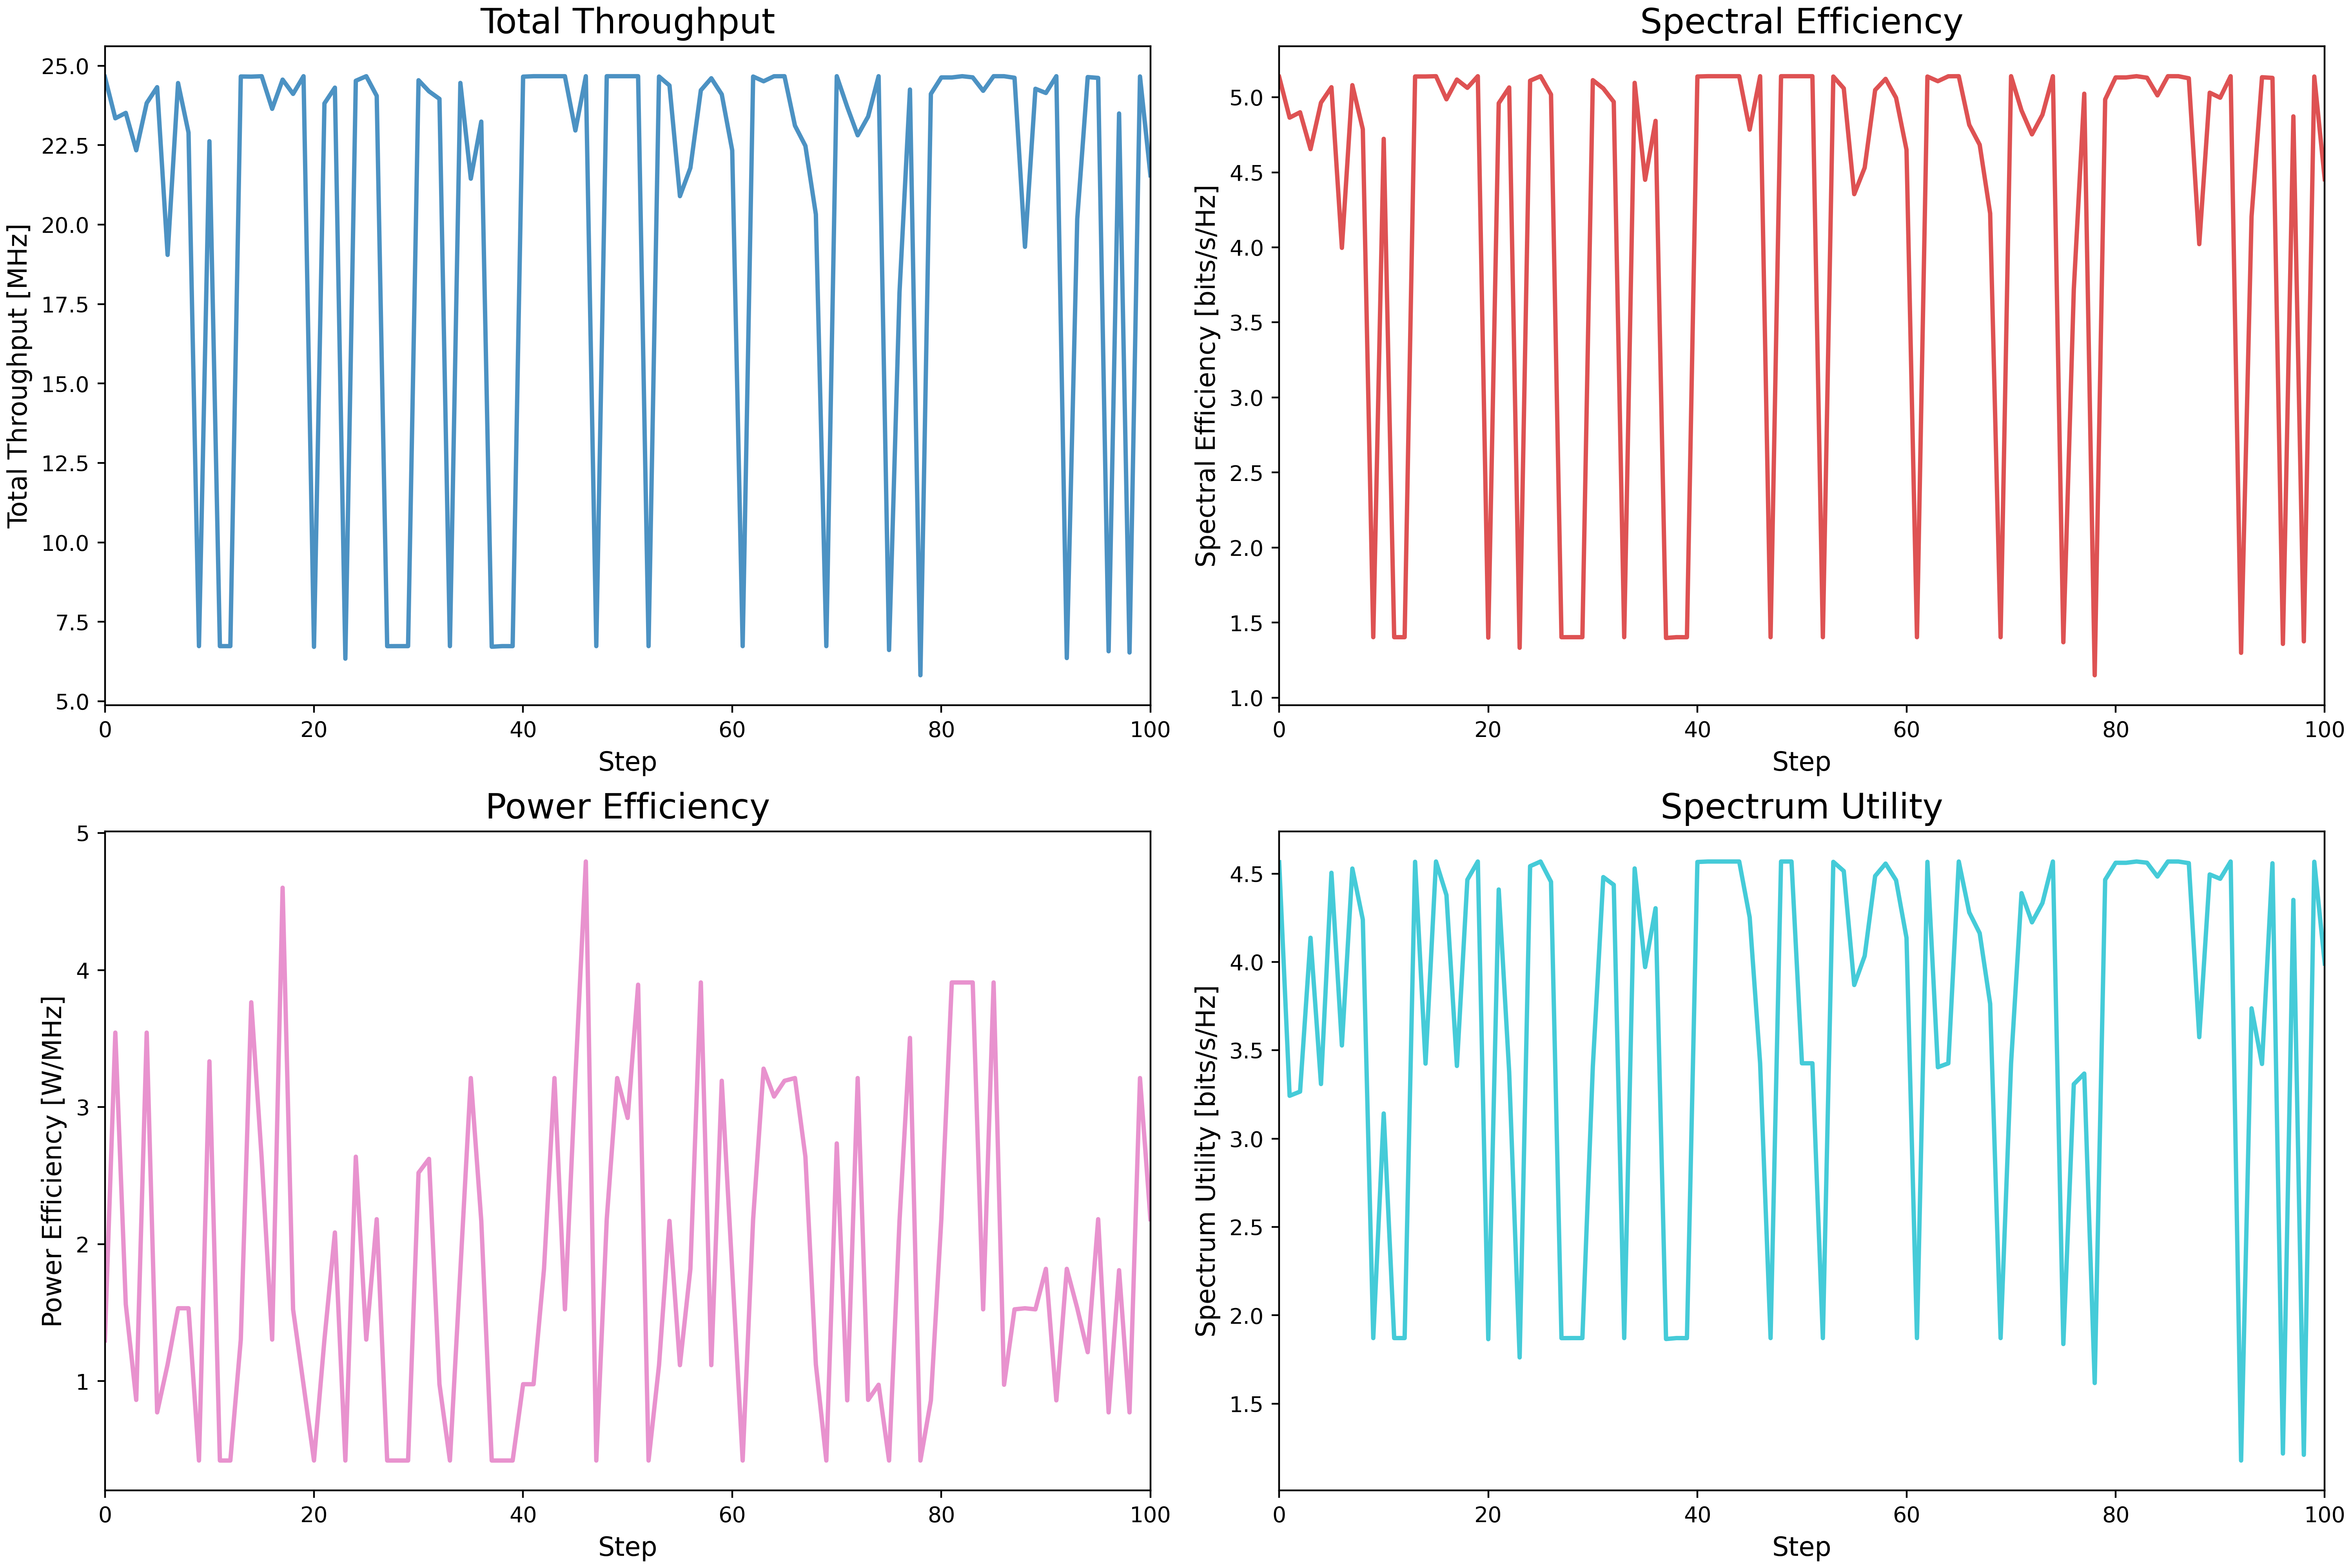 Total Throughput
Total Throughput [MHz]
25.0
22.5
20.0
17.5
15.0
12.5
10.0
7.5
5.0
0 20 40 60 80 100
Step
Spectral Efficiency
Spectral Efficiency [bits/s/Hz]
5.0
4.5
4.0
3.5
3.0
2.5
2.0
1.5
1.0
0 20 40 60 80 100
Step
Power Efficiency
Power Efficiency [W/MHz]
5
4
3
2
1
0 20 40 60 80 100
Step
Spectrum Utility
Spectrum Utility [bits/s/Hz]
4.5
4.0
3.5
3.0
2.5
2.0
1.5
0 20 40 60 80 100
Step